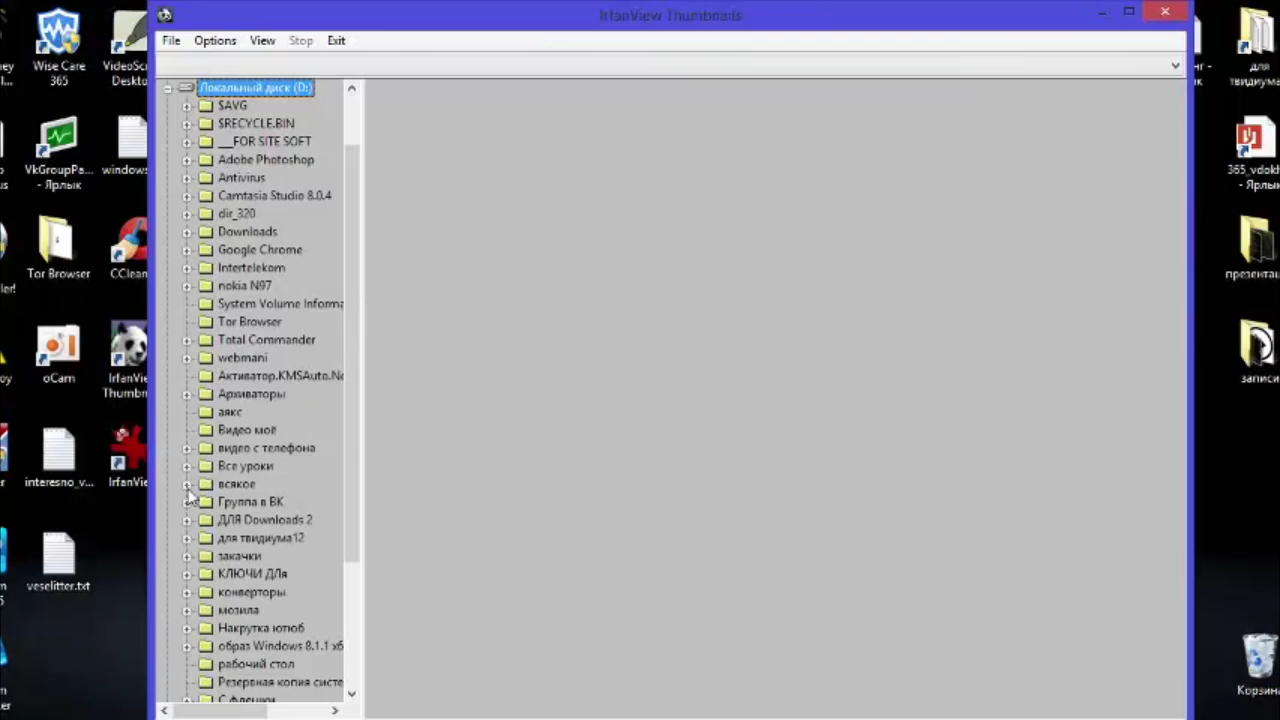 IrfanView Thumbnails
File Options View Stop Exit
Локальный диск (D:)
$AVG
$RECYCLE.BIN
__FOR SITE SOFT
Adobe Photoshop
Antivirus
Camtasia Studio 8.0.4
dir_320
Downloads
Google Chrome
Intertelekom
nokia N97
System Volume Informa
Tor Browser
Total Commander
webmani
Активатор.KMSAuto.Ne
Архиваторы
аякс
Видео моё
видео с телефона
Все уроки
всякое
Группа в ВК
ДЛЯ Downloads 2
для твидиума12
закачки
КЛЮЧИ ДЛя
конверторы
мозила
Накрутка ютюб
образ Windows 8.1.1 x6
рабочий стол
Резервная копия систе
С флешки
Wise Care
365
VideoSc
Deskto
VkGroupPa...
- Ярлык
windows
Tor Browser
CClean
oCam
IrfanVie
Thumbn
interesno_v...
IrfanVie
veselitter.txt
для
твидиума
365_vdokh
- Ярлык
презентац
записи
Корзина